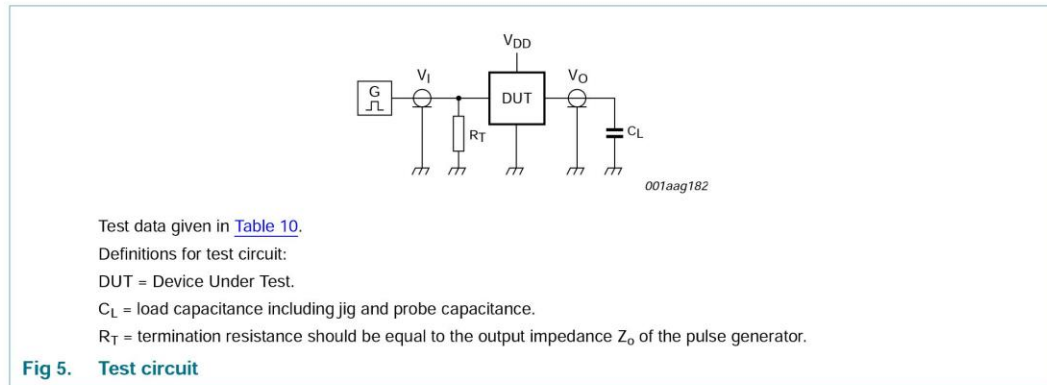 VDD
VI
VO
G
DUT
RT
CL
001aag182
Test data given in Table 10.
Definitions for test circuit:
DUT = Device Under Test.
CL = load capacitance including jig and probe capacitance.
RT = termination resistance should be equal to the output impedance Zo of the pulse generator.
Fig 5. Test circuit